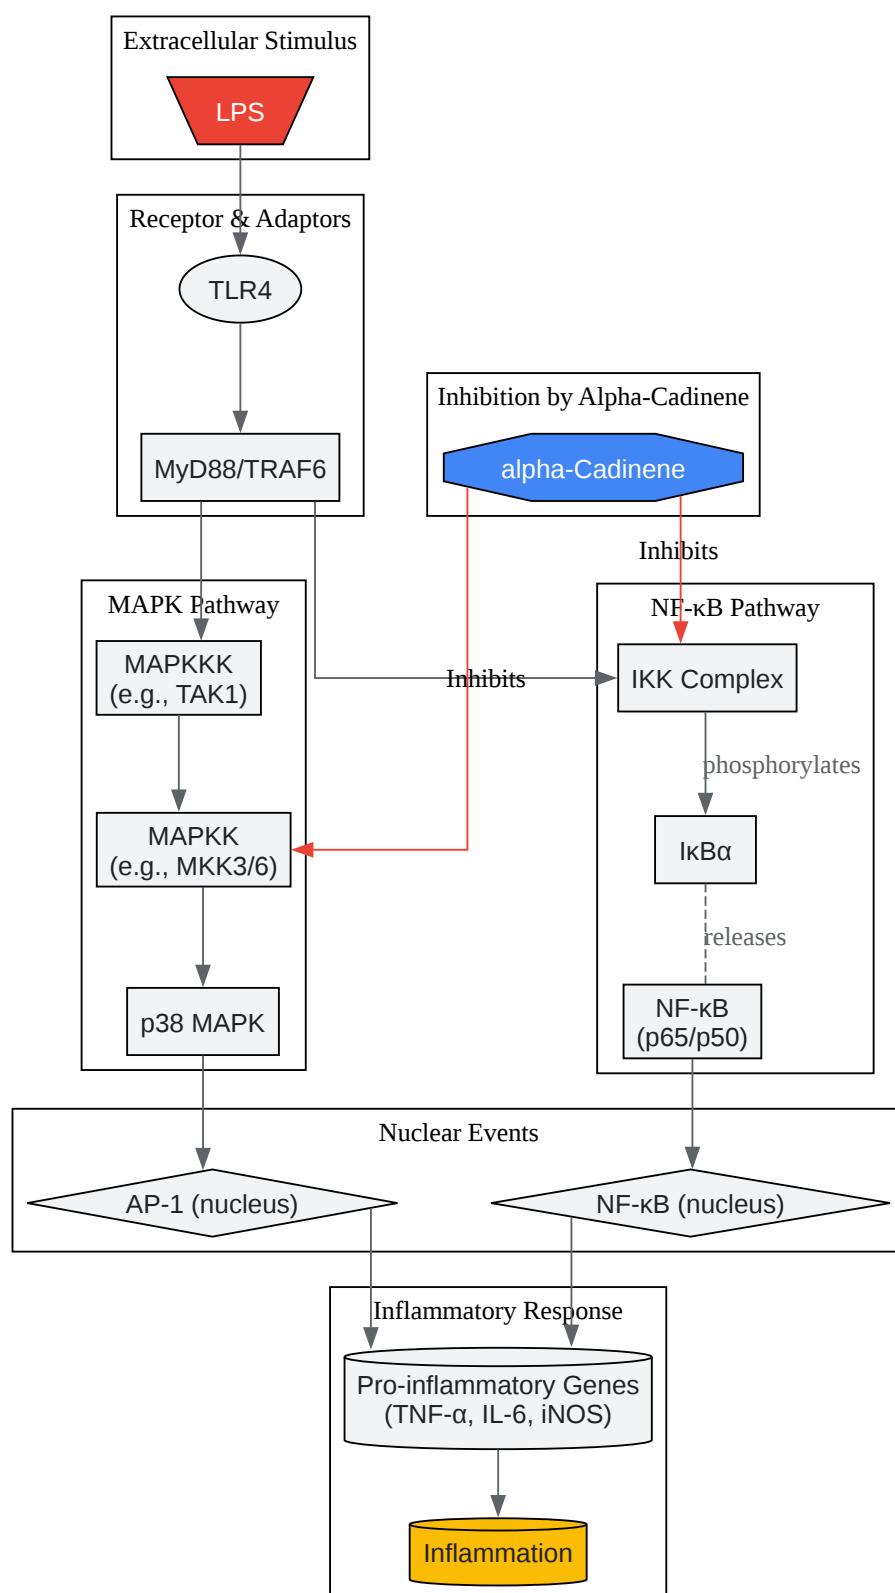 Extracellular Stimulus
LPS
Receptor & Adaptors
TLR4
MyD88/TRAF6
Inhibition by Alpha-Cadinene
alpha-Cadinene
Inhibits
MAPK Pathway
MAPKKK
(e.g., TAK1)
Inhibits
MAPKK
(e.g., MKK3/6)
p38 MAPK
NF-κB Pathway
IKK Complex
phosphorylates
IκBα
releases
NF-κB
(p65/p50)
Nuclear Events
AP-1 (nucleus)
NF-κB (nucleus)
Inflammatory Response
Pro-inflammatory Genes
(TNF-α, IL-6, iNOS)
Inflammation